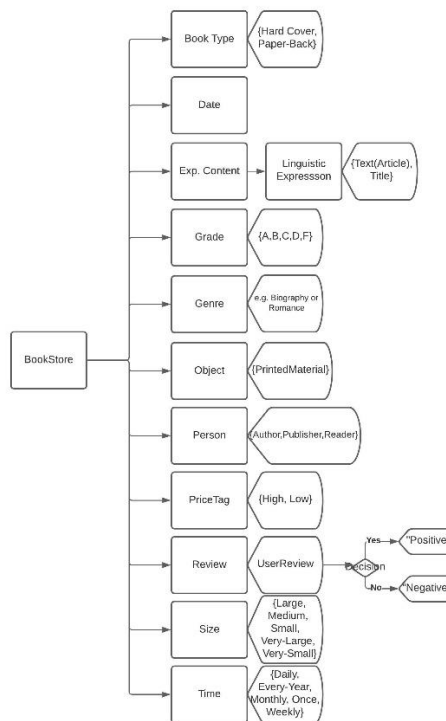 Book Type
{Hard Cover,
Paper-Back}
Date
Exp. Content
Linguistic
Expressson
{Text(Article),
Title}
Grade
{A,B,C,D,F}
Genre
e.g. Biography or
Romance
BookStore
Object
{PrintedMaterial}
Person
{Author,Publisher,Reader}
PriceTag
{High, Low}
Review
UserReview
Decision
Yes
"Positive
No
"Negative
Size
{Large,
Medium,
Small,
Very-Large,
Very-Small}
Time
{Daily,
Every-Year,
Monthly, Once,
Weekly}